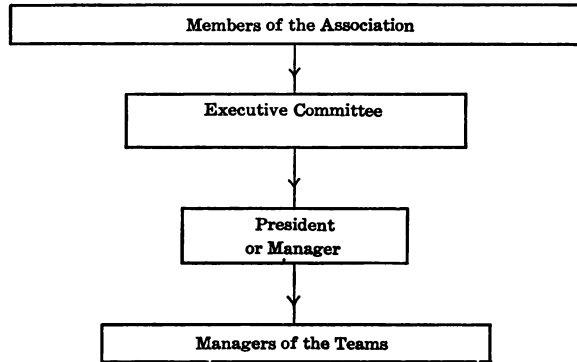 Members of the Association
Executive Committee
President
or Manager
Managers of the Teams